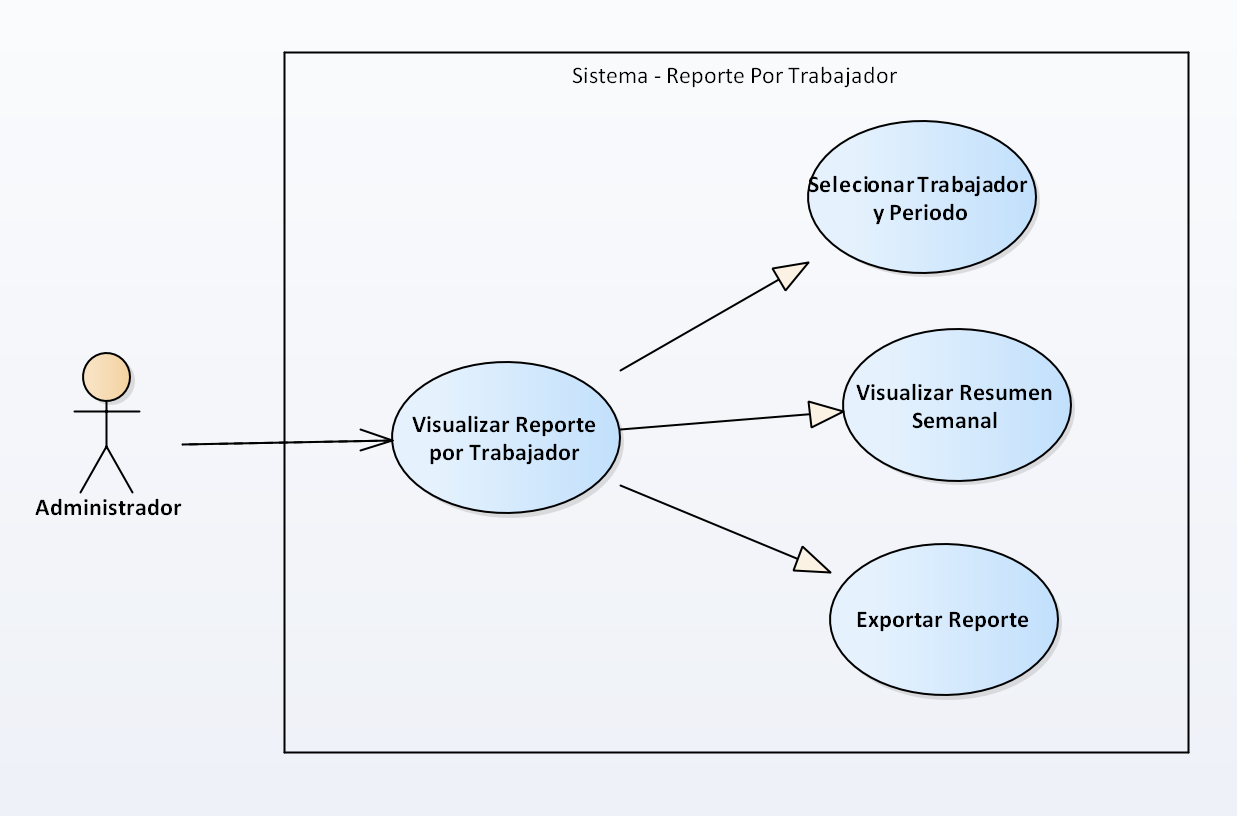 Sistema - Reporte Por Trabajador
Selecionar Trabajador
y Periodo
Visualizar Resumen
Semanal
Visualizar Reporte
por Trabajador
Administrador
Exportar Reporte